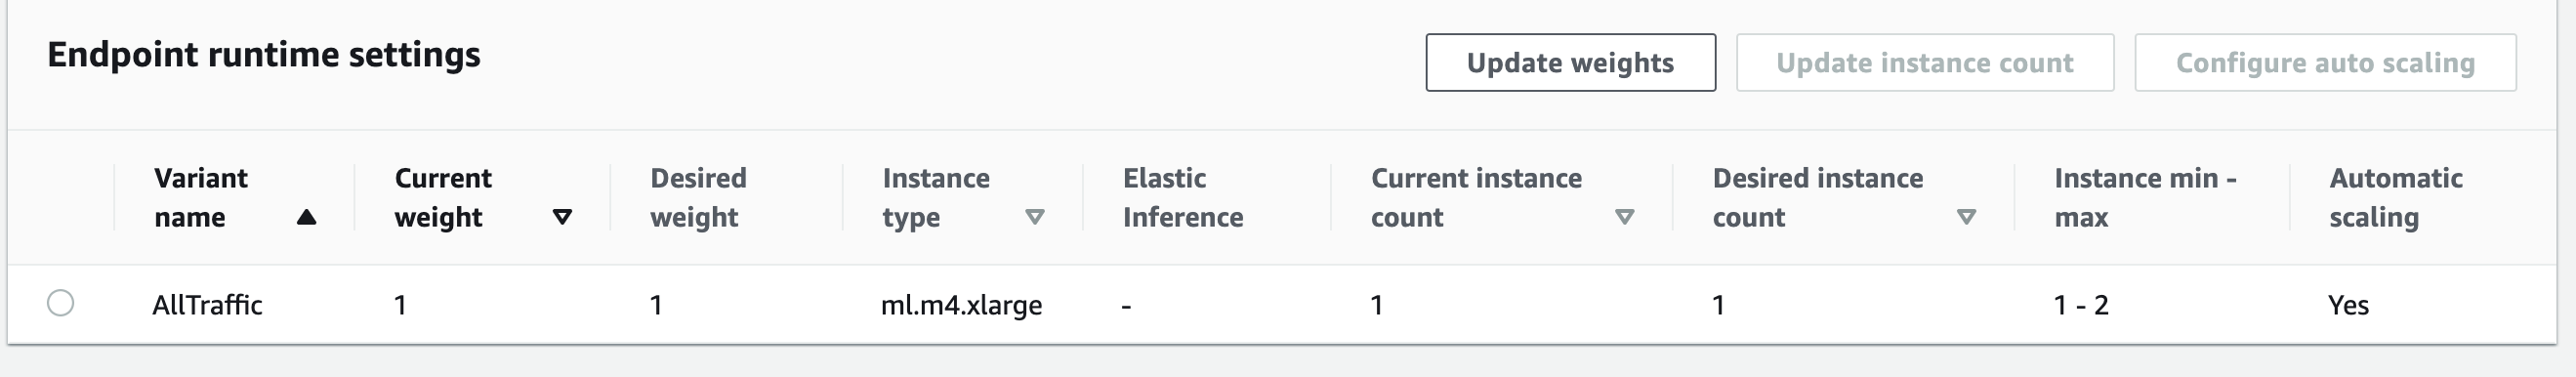 Endpoint runtime settings
Update weights
Update instance count
Configure auto scaling
Variant name
Current weight
Desired weight
Instance type
Elastic Inference
Current instance count
Desired instance count
Instance min - max
Automatic scaling
AllTraffic 1 1 ml.m4.xlarge - 1 1 1 - 2 Yes